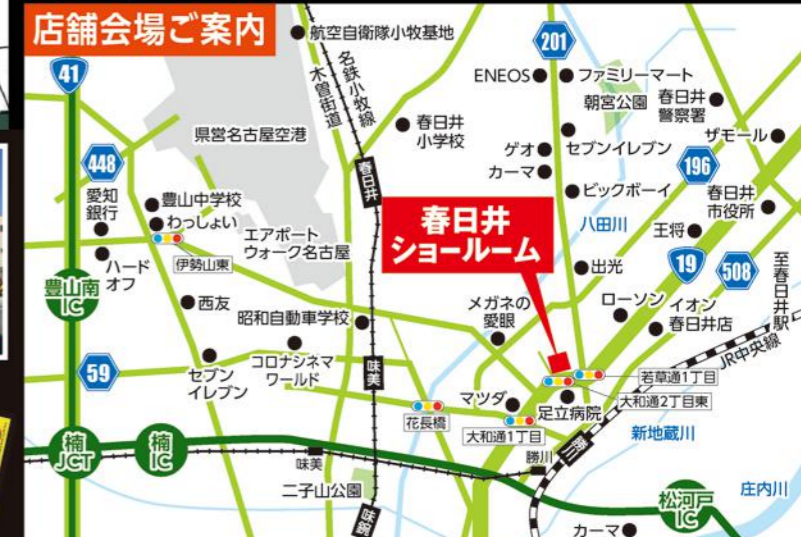 店舗会場ご案内
航空自衛隊小牧基地
名鉄小牧線
木曽街道
201
ENEOS
ファミリーマート
朝宮公園
春日井
警察署
41
県営名古屋空港
春日井
小学校
ゲオ
セブンイレブン
ザモール
カーマ
196
448
愛知
銀行
豊山中学校
わっしょい
春日井
ビックボーイ
春日井
市役所
春日井
ショールーム
八田川
王将
エアポート
ウォーク名古屋
伊勢山東
ハード
オフ
出光
19
508
至春日井駅
豊山南
IC
西友
昭和自動車学校
メガネの
愛眼
ローソン
イオン
春日井店
JR中央線
59
セブン
イレブン
コロナシネマ
ワールド
味美
若草通1丁目
大和通2丁目東
マツダ
足立病院
花長橋
大和通1丁目
新地蔵川
楠
JCT
楠
IC
味美
勝川
勝川
二子山公園
庄内川
松河戸
IC
味鋺
カーマ